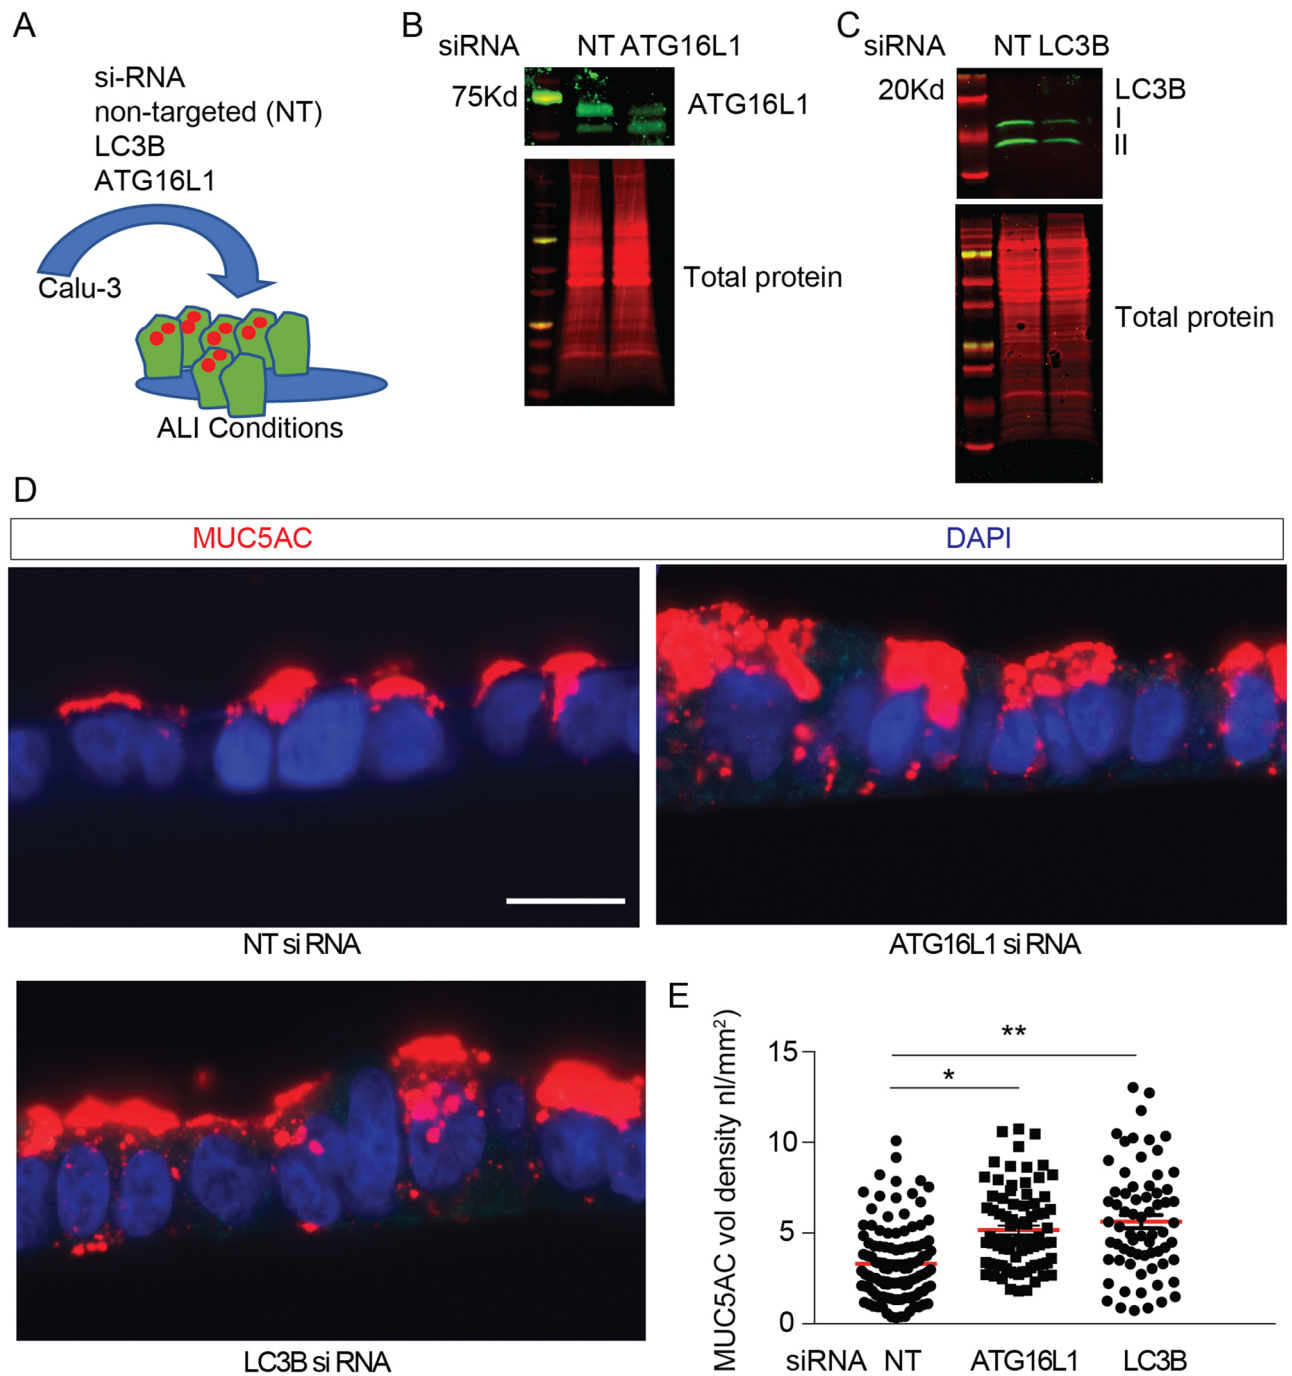 A
si-RNA
non-targeted (NT)
LC3B
ATG16L1
Calu-3
ALI Conditions
B
siRNA NT ATG16L1
75Kd
ATG16L1
Total protein
C
siRNA NT LC3B
20Kd
LC3B
I
II
Total protein
D
MUC5AC DAPI
NT si RNA
ATG16L1 si RNA
LC3B si RNA
E
MUC5AC vol density nl/mm²)
15
10
5
0
**
*
siRNA NT ATG16L1 LC3B